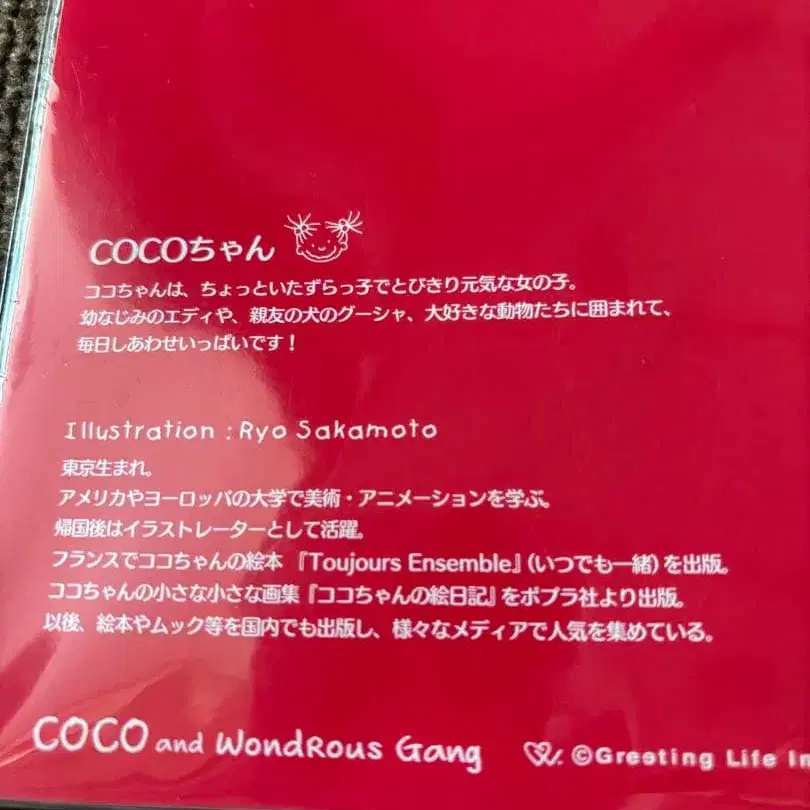 COCOちゃん
ココちゃんは、ちょっといたずらっ子でとびきり元気な女の子。
幼なじみのエディや、親友の犬のグーシャ、大好きな動物たちに囲まれて、
毎日しあわせいっぱいです！
Illustration : Ryo Sakamoto
東京生まれ。
アメリカやヨーロッパの大学で美術・アニメーションを学ぶ。
帰国後はイラストレーターとして活躍。
フランスでココちゃんの絵本『Toujours Ensemble』(いつでも一緒)を出版。
ココちゃんの小さな小さな画集『ココちゃんの絵日記』をポプラ社より出版。
以後、絵本やムック等を国内でも出版し、様々なメディアで人気を集めている。
COCO and WondRous Gang ©Greeting Life In